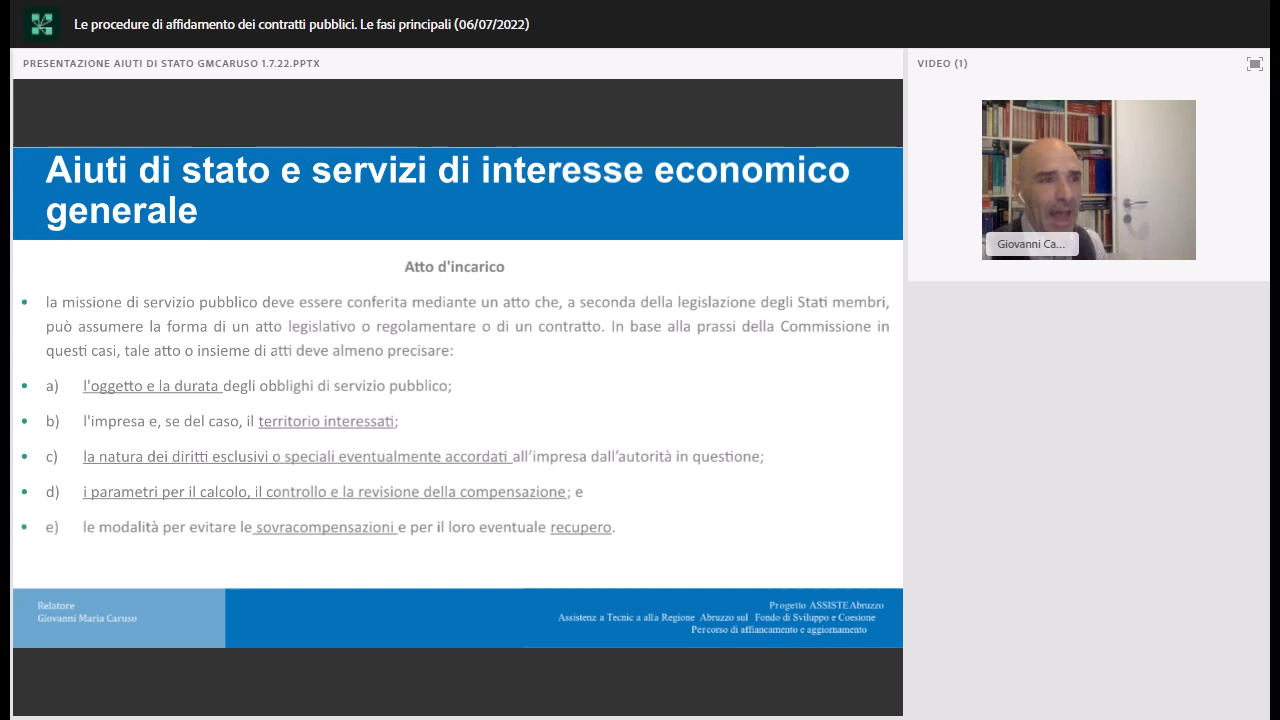 Le procedure di affidamento dei contratti pubblici. Le fasi principali (06/07/2022)
PRESENTAZIONE AIUTI DI STATO GMCARUSO 1.7.22.PPTX
VIDEO (1)
Aiuti di stato e servizi di interesse economico
generale
Atto d'incarico
• la missione di servizio pubblico deve essere conferita mediante un atto che, a seconda della legislazione degli Stati membri,
può assumere la forma di un atto legislativo o regolamentare o di un contratto. In base alla prassi della Commissione in
questi casi, tale atto o insieme di atti deve almeno precisare:
• a) l'oggetto e la durata degli obblighi di servizio pubblico;
• b) l'impresa e, se del caso, il territorio interessati;
• c) la natura dei diritti esclusivi o speciali eventualmente accordati all’impresa dall’autorità in questione;
• d) i parametri per il calcolo, il controllo e la revisione della compensazione; e
• e) le modalità per evitare le sovracompensazioni e per il loro eventuale recupero.
Relatore
Giovanni Maria Caruso
Progetto ASSISTEAbruzzo
Assistenz a Tecnic a alla Regione Abruzzo sul Fondo di Sviluppo e Coesione
Percorso di affiancamento e aggiornamento
Giovanni Ca...